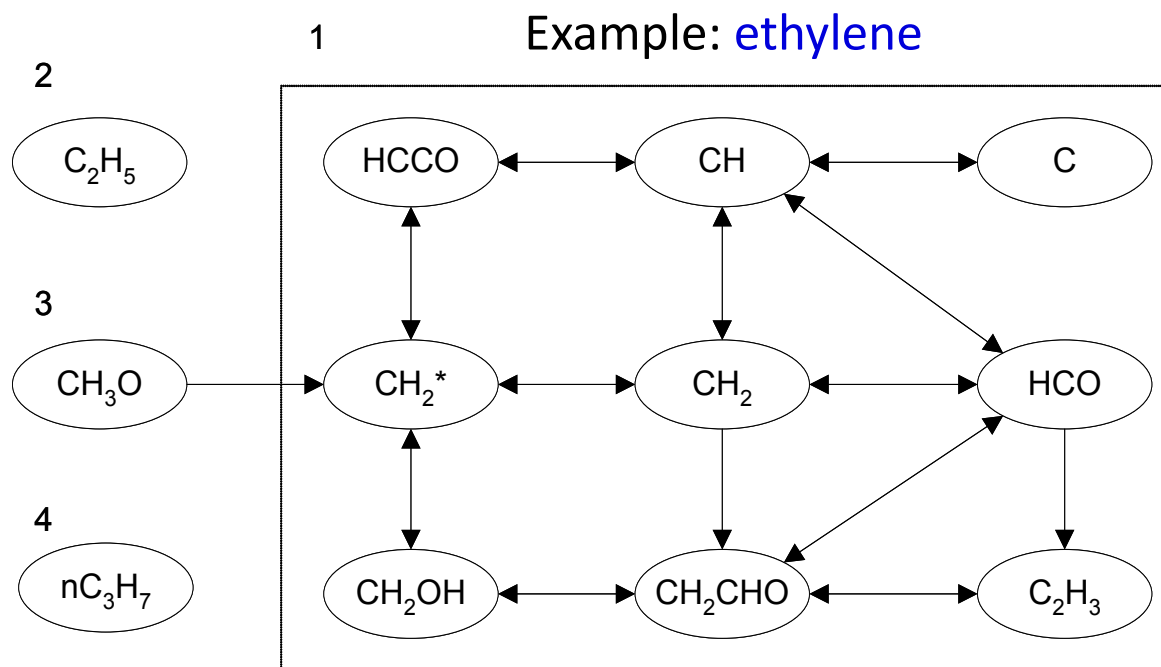 1
Example: ethylene
2
C₂H₅
HCCO
CH
C
3
CH₃O
CH₂*
CH₂
HCO
4
nC₃H₇
CH₂OH
CH₂CHO
C₂H₃